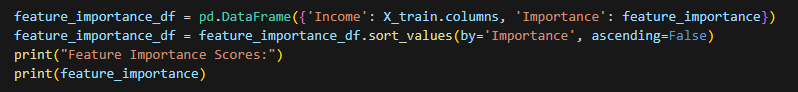 feature_importance_df = pd.DataFrame({'Income': X_train.columns, 'Importance': feature_importance})
feature_importance_df = feature_importance_df.sort_values(by='Importance', ascending=False)
print("Feature Importance Scores:")
print(feature_importance)